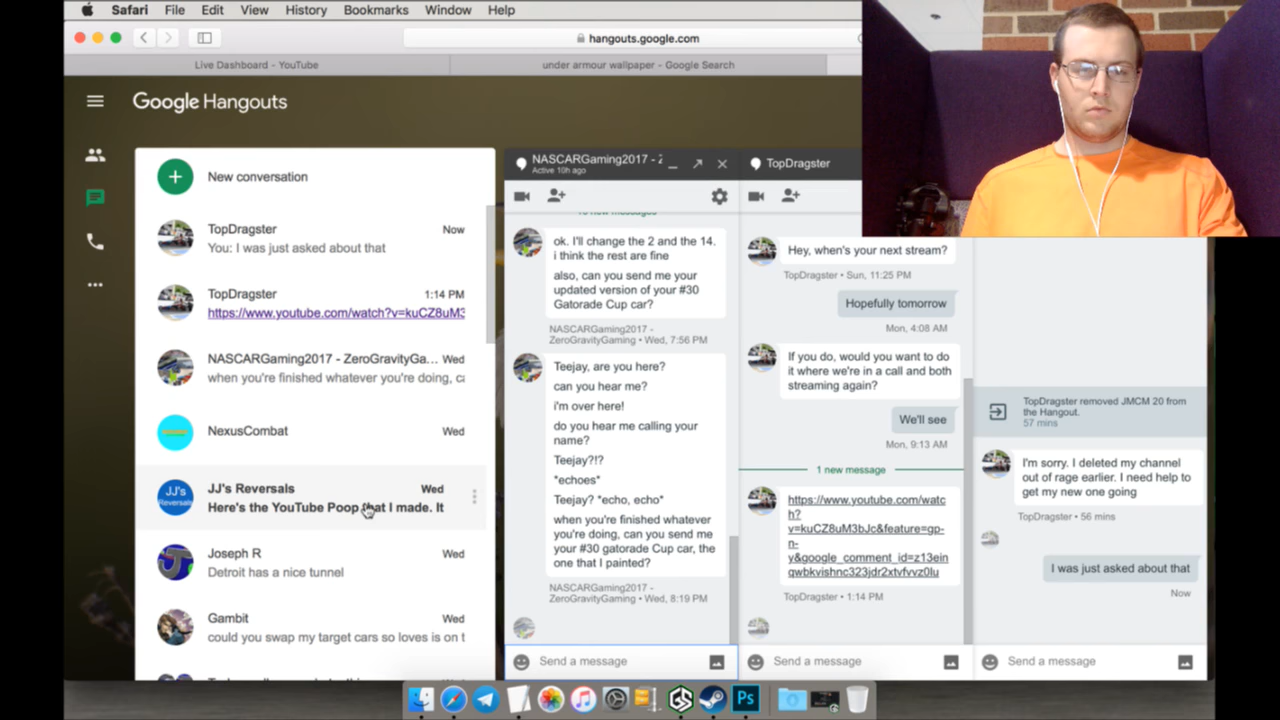 Safari File Edit View History Bookmarks Window Help
hangouts.google.com
Live Dashboard - YouTube
under armour wallpaper - Google Search
Google Hangouts
New conversation
TopDragster Now
You: I was just asked about that
TopDragster 1:14 PM
https://www.youtube.com/watch?v=kuCZ8uM3
NASCARGaming2017 - ZeroGravityGa... Wed
when you're finished whatever you're doing, ca
NexusCombat Wed
JJ's Reversals
JJ's Reversals Wed
Here's the YouTube Poop that I made. It
Joseph R Wed
Detroit has a nice tunnel
Gambit Wed
could you swap my target cars so loves is on t
NASCARGaming2017 - Z
Active 10h ago
ok. I'll change the 2 and the 14.
i think the rest are fine
also, can you send me your
updated version of your #30
Gatorade Cup car?
NASCARGaming2017 -
ZeroGravityGaming • Wed, 7:56 PM
Teejay, are you here?
can you hear me?
i'm over here!
do you hear me calling your
name?
Teejay?!?
*echoes*
Teejay? *echo, echo*
when you're finished whatever
you're doing, can you send me
your #30 gatorade Cup car, the
one that I painted?
NASCARGaming2017 -
ZeroGravityGaming • Wed, 8:19 PM
Send a message
TopDragster
Hey, when's your next stream?
TopDragster • Sun, 11:25 PM
Hopefully tomorrow
Mon, 4:08 AM
If you do, would you want to do
it where we're in a call and both
streaming again?
We'll see
Mon, 9:13 AM
1 new message
https://www.youtube.com/watc
h?
v=kuCZ8uM3bJc&feature=gp-
n-
y&google_comment_id=z13ein
qwbkvishnc323jdr2xtvfvvz0lu
TopDragster • 1:14 PM
Send a message
TopDragster removed JMCM 20 from
the Hangout.
57 mins
I'm sorry. I deleted my channel
out of rage earlier. I need help to
get my new one going
TopDragster • 56 mins
I was just asked about that
Now
Send a message
Ps